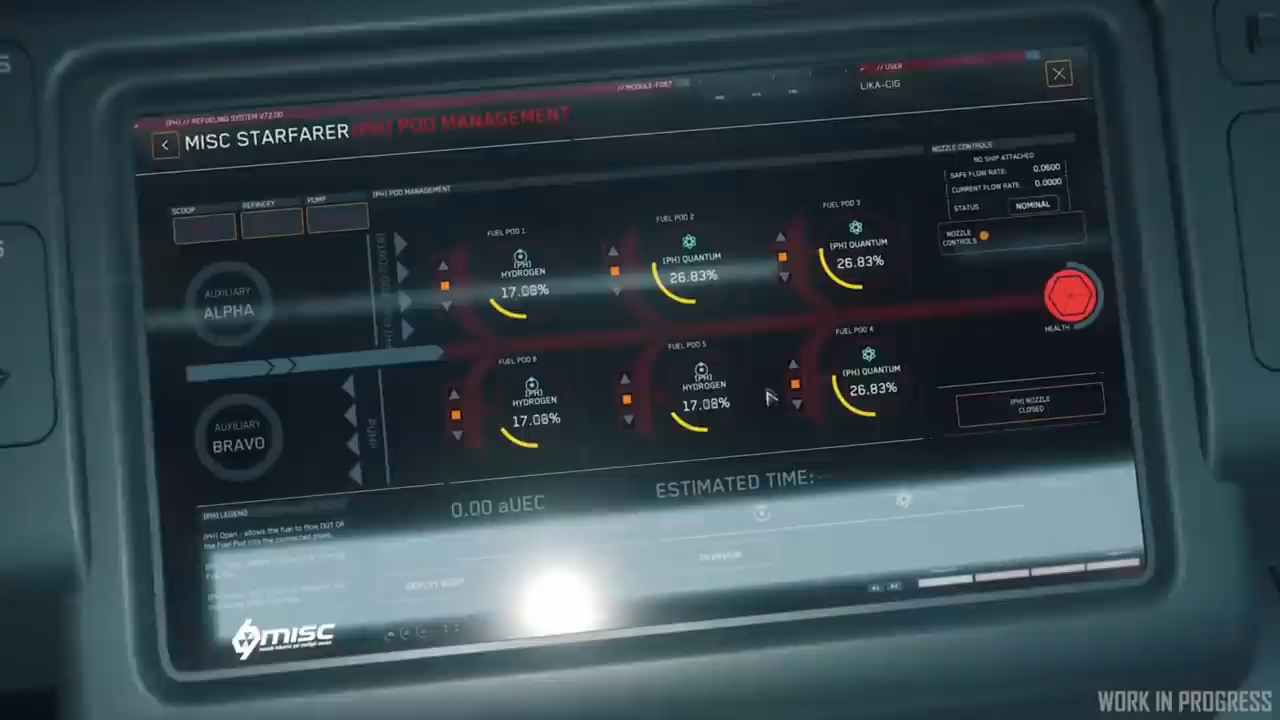 [PH] // REFUELING SYSTEM V72.00
// MODULE-F067
// USER
LIKA-CIG
MISC STARFARER [PH] POD MANAGEMENT
SCOOP
REFINERY
PUMP
[PH] POD MANAGEMENT
NOZZLE CONTROLS
NO SHIP ATTACHED
SAFE FLOW RATE: 0.0600
CURRENT FLOW RATE: 0.0000
STATUS NOMINAL
NOZZLE
CONTROLS
AUXILIARY
ALPHA
FUEL POD 1
[PH]
HYDROGEN
17.08%
FUEL POD 2
[PH] QUANTUM
26.83%
FUEL POD 3
[PH] QUANTUM
26.83%
HEALTH
AUXILIARY
BRAVO
PUMP
FUEL POD 6
[PH]
HYDROGEN
17.08%
FUEL POD 5
[PH]
HYDROGEN
17.08%
FUEL POD 4
[PH] QUANTUM
26.83%
[PH] NOZZLE
CLOSED
0.00 aUEC
ESTIMATED TIME:--
[PH] LEGEND
[PH] Open - allows the fuel to flow OUT OF
the Fuel Pod into the connected pipes.
MISC
WORK IN PROGRESS